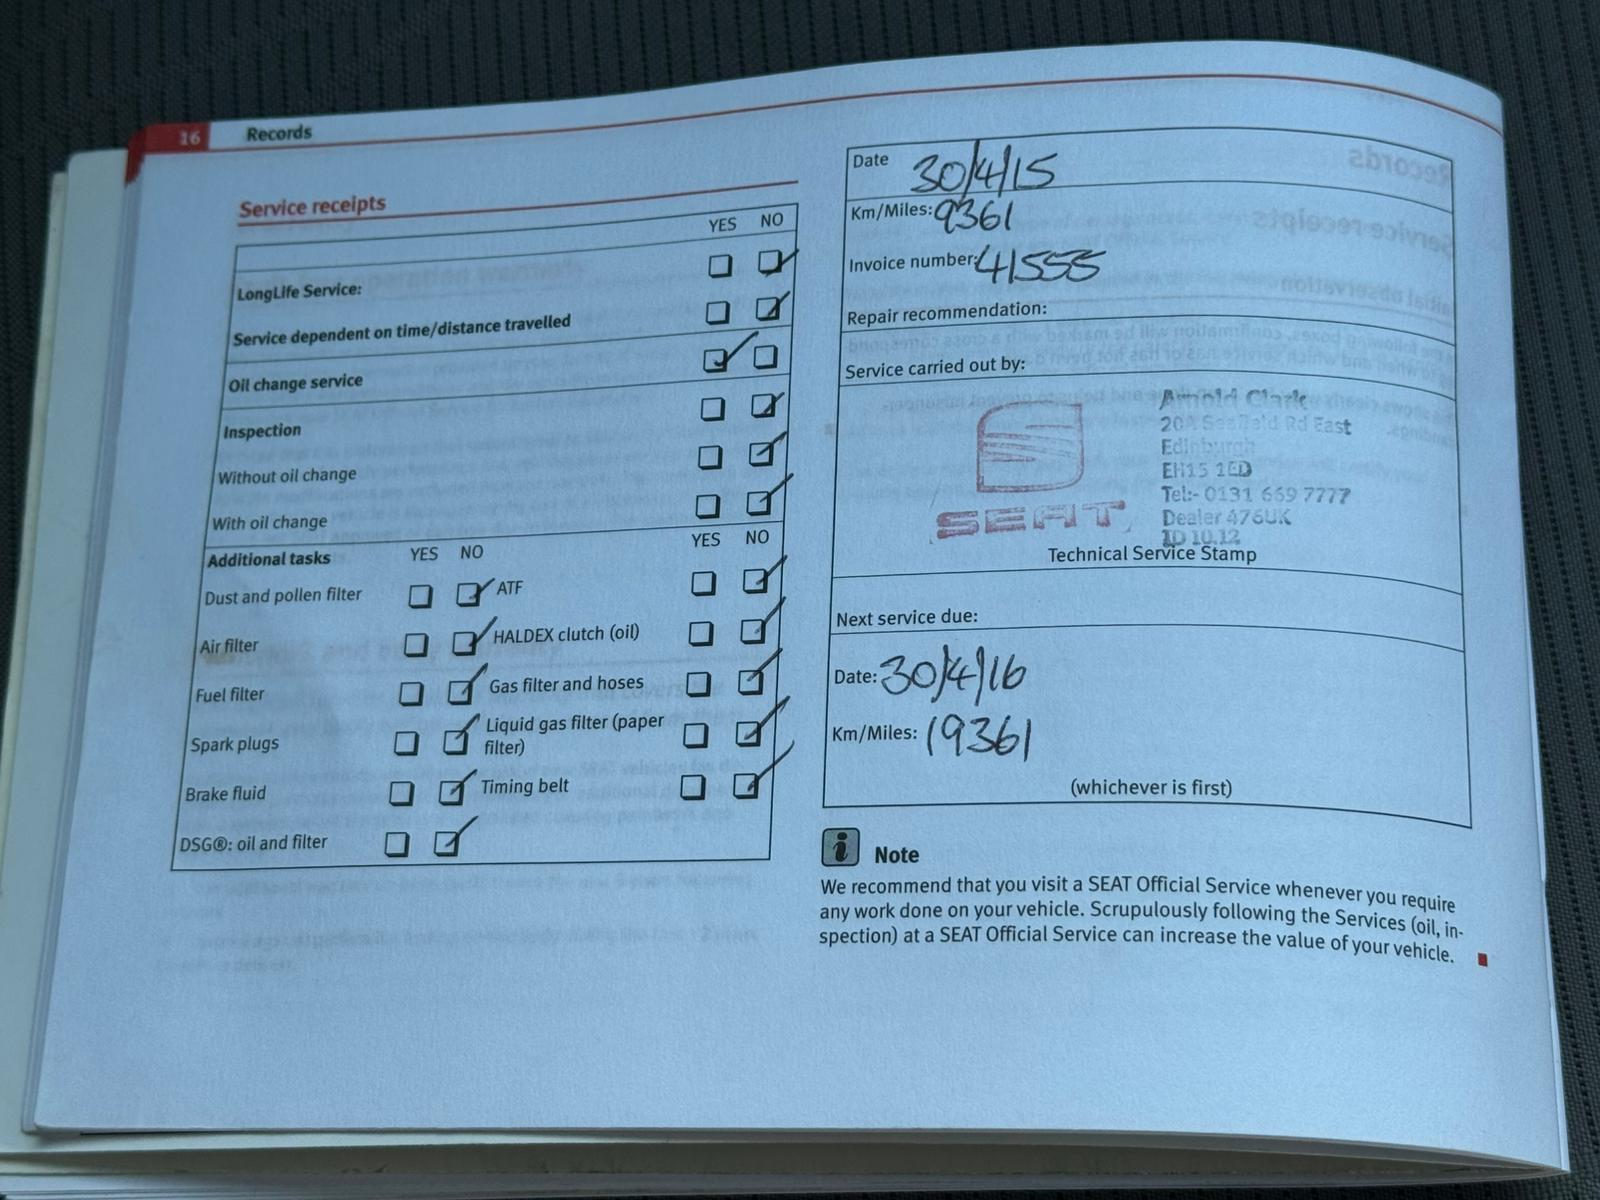 16 Records
Service receipts
YES NO
LongLife Service:
Service dependent on time/distance travelled
Oil change service
Inspection
Without oil change
With oil change
Additional tasks YES NO YES NO
Dust and pollen filter ATF
Air filter HALDEX clutch (oil)
Fuel filter Gas filter and hoses
Spark plugs Liquid gas filter (paper
filter)
Brake fluid Timing belt
DSG®: oil and filter
Date 30/4/15
Km/Miles: 9361
Invoice number: 41555
Repair recommendation:
Service carried out by:
SEAT
Arnold Clark
20A Seafield Rd East
Edinburgh
EH15 1ED
Tel:- 0131 669 7777
Dealer 476UK
ID 10.12
Technical Service Stamp
Next service due:
Date: 30/4/16
Km/Miles: 19361
(whichever is first)
i Note
We recommend that you visit a SEAT Official Service whenever you require
any work done on your vehicle. Scrupulously following the Services (oil, in-
spection) at a SEAT Official Service can increase the value of your vehicle.